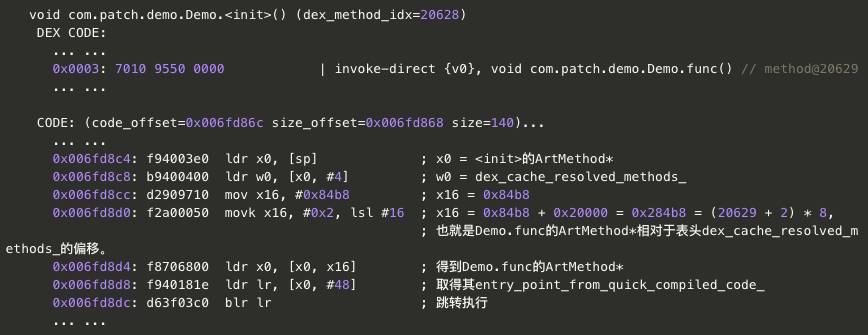 void com.patch.demo.Demo.<init>() (dex_method_idx=20628)
DEX CODE:
... ...
0x0003: 7010 9550 0000 | invoke-direct {v0}, void com.patch.demo.Demo.func() // method@20629
... ...
CODE: (code_offset=0x006fd86c size_offset=0x006fd868 size=140)...
... ...
0x006fd8c4: f94003e0 ldr x0, [sp] ; x0 = <init>的ArtMethod*
0x006fd8c8: b9400400 ldr w0, [x0, #4] ; w0 = dex_cache_resolved_methods_
0x006fd8cc: d2909710 mov x16, #0x84b8 ; x16 = 0x84b8
0x006fd8d0: f2a00050 movk x16, #0x2, lsl #16 ; x16 = 0x84b8 + 0x20000 = 0x284b8 = (20629 + 2) * 8,
; 也就是Demo.func的ArtMethod*相对于表头dex_cache_resolved_m
ethods_的偏移。
0x006fd8d4: f8706800 ldr x0, [x0, x16] ; 得到Demo.func的ArtMethod*
0x006fd8d8: f940181e ldr lr, [x0, #48] ; 取得其entry_point_from_quick_compiled_code_
0x006fd8dc: d63f03c0 blr lr ; 跳转执行
... ...